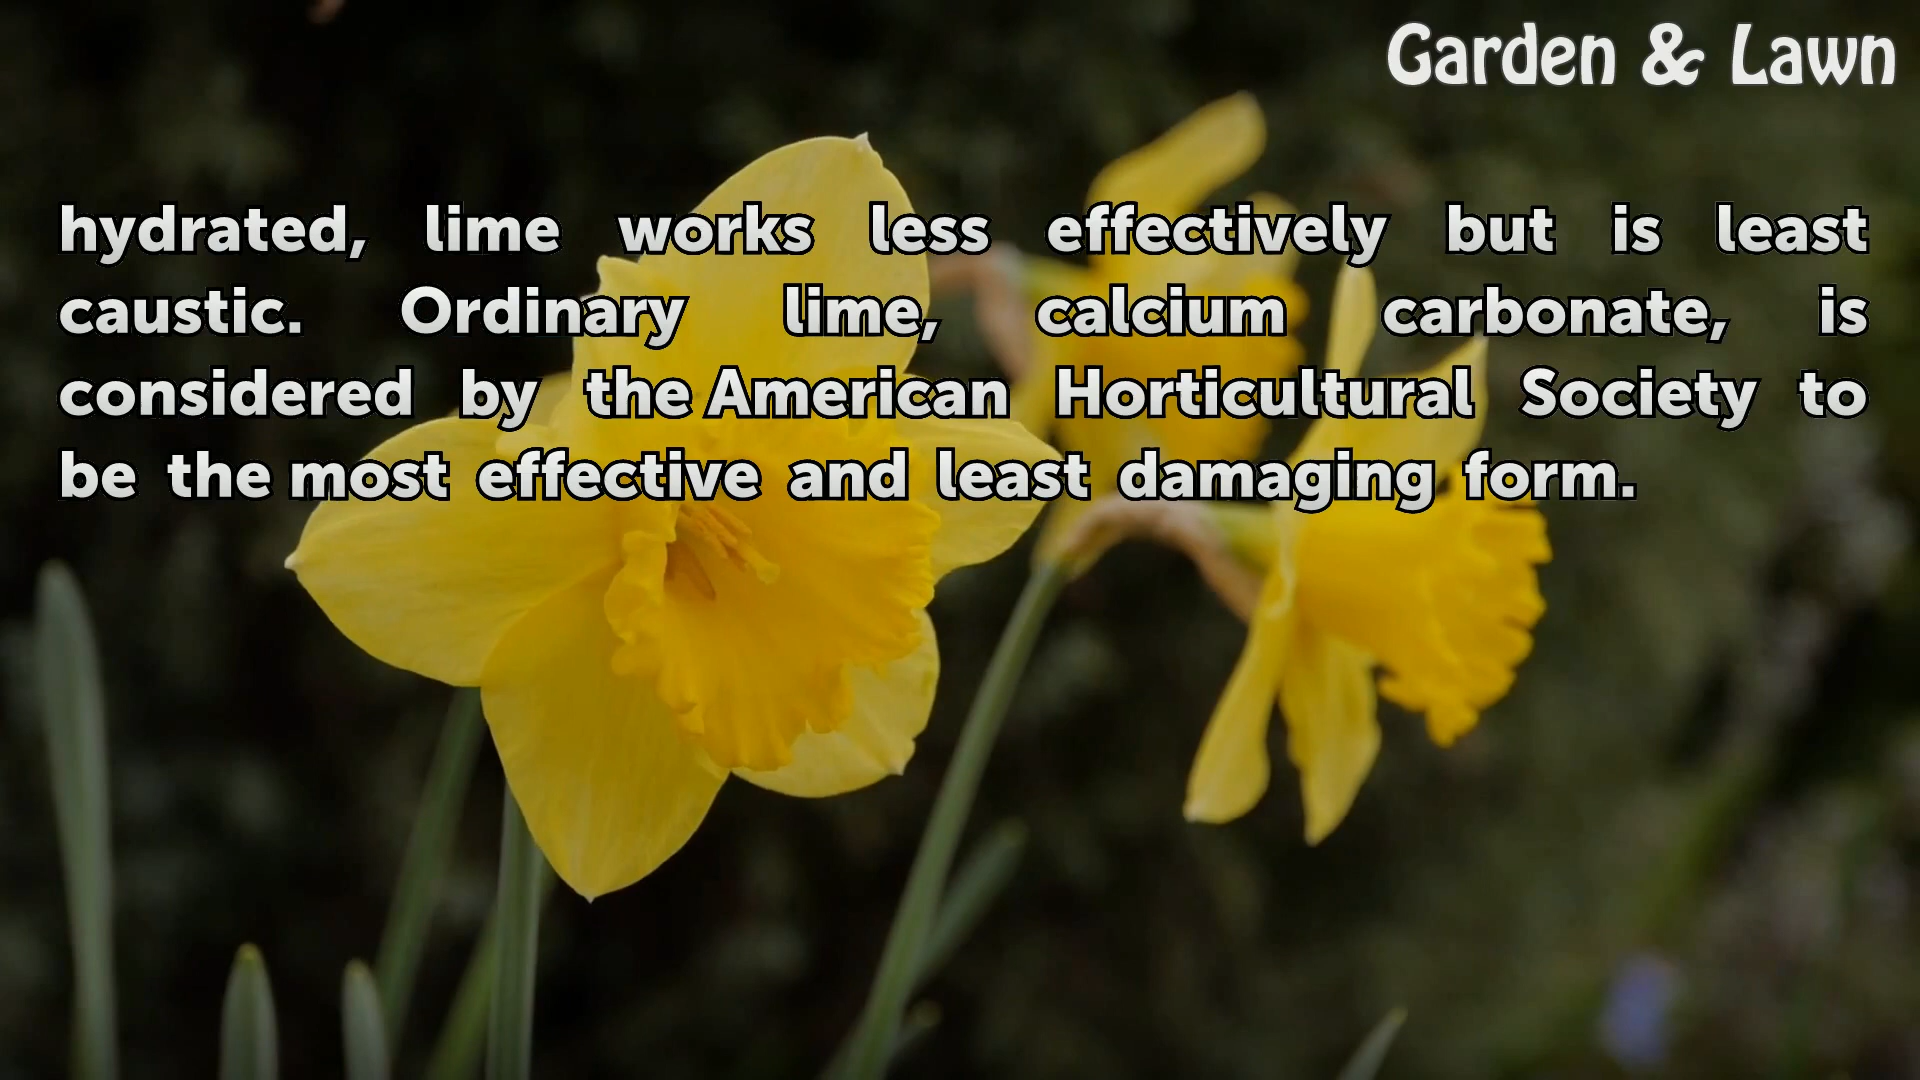 Garden & Lawn
hydrated, lime works less effectively but is least
caustic. Ordinary lime, calcium carbonate, is
considered by the American Horticultural Society to
be the most effective and least damaging form.